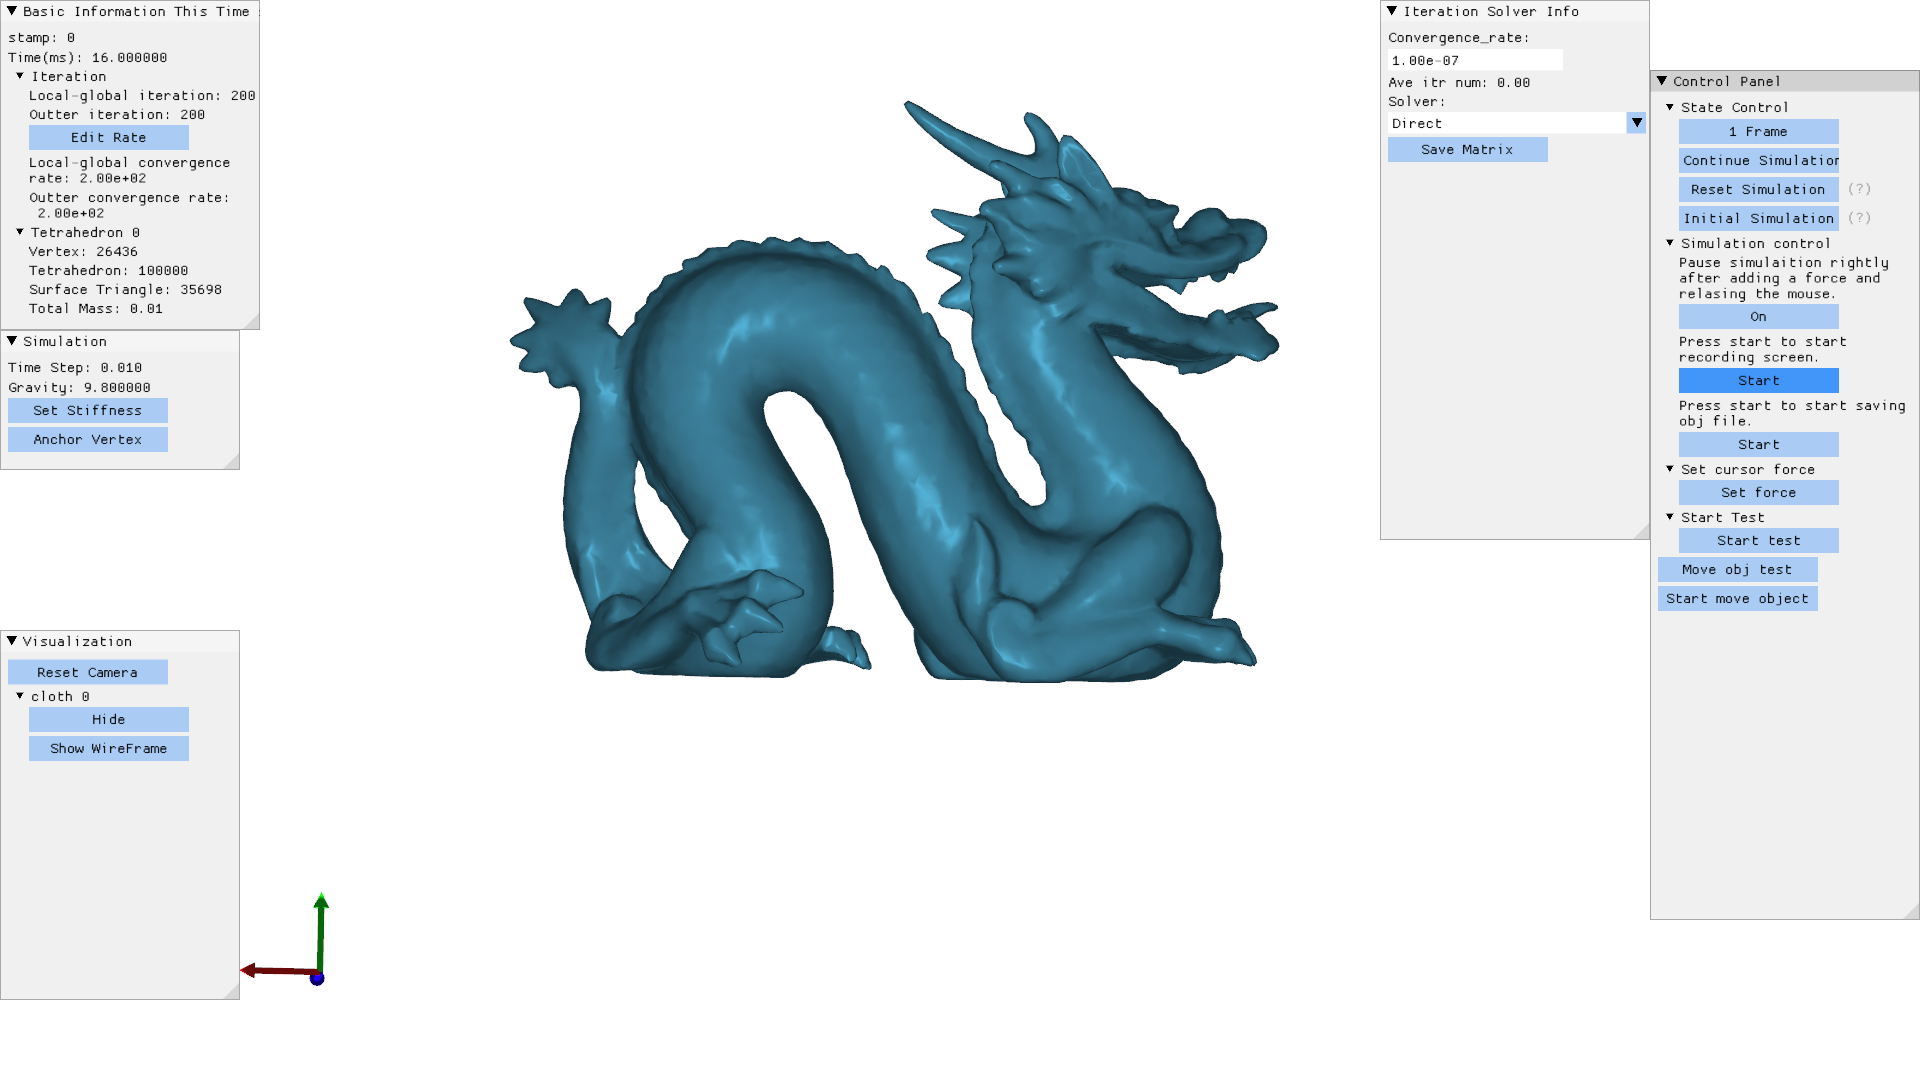 Basic Information This Time
stamp: 0
Time(ms): 16.000000
Iteration
Local-global iteration: 200
Outter iteration: 200
Edit Rate
Local-global convergence
rate: 2.00e+02
Outter convergence rate:
2.00e+02
Tetrahedron 0
Vertex: 26436
Tetrahedron: 100000
Surface Triangle: 35698
Total Mass: 0.01
Simulation
Time Step: 0.010
Gravity: 9.800000
Set Stiffness
Anchor Vertex
Visualization
Reset Camera
cloth 0
Hide
Show WireFrame
Iteration Solver Info
Convergence_rate:
1.00e-07
Ave itr num: 0.00
Solver:
Direct
Save Matrix
Control Panel
State Control
1 Frame
Continue Simulation
Reset Simulation (?)
Initial Simulation (?)
Simulation control
Pause simulaition rightly
after adding a force and
relasing the mouse.
On
Press start to start
recording screen.
Start
Press start to start saving
obj file.
Start
Set cursor force
Set force
Start Test
Start test
Move obj test
Start move object